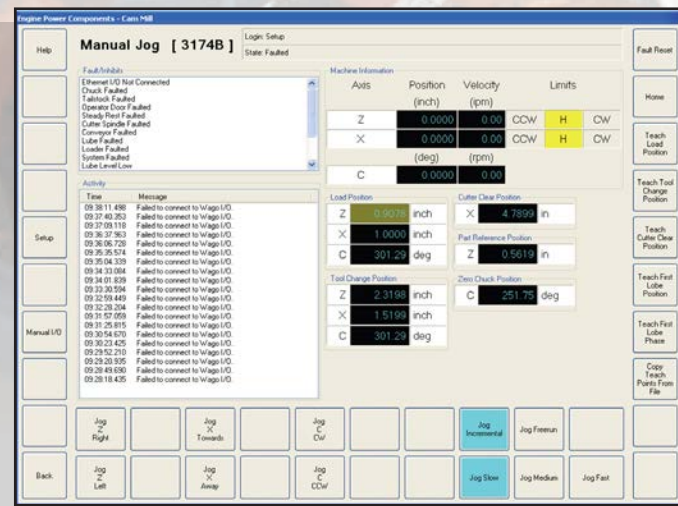 Engine Power Components - Cam Mill
Help
Manual Jog [ 3174B ]
Login: Setup
State: Faulted
Fault Reset
Fault/Inhibits
Ethernet I/O Not Connected
Chuck Faulted
Tailstock Faulted
Operator Door Faulted
Steady Rest Faulted
Cutter Spindle Faulted
Conveyor Faulted
Lube Faulted
Loader Faulted
System Faulted
Lube Level Low
Machine Information
Axis Position Velocity Limits
(inch) (ipm)
Z 0.0000 0.00 CCW H CW
X 0.0000 0.00 CCW H CW
(deg) (rpm)
C 0.0000 0.00
Home
Teach
Load
Position
Teach Tool
Change
Position
Teach
Cutter Clear
Position
Teach First
Lobe
Position
Teach First
Lobe
Phase
Copy
Teach
Points From
File
Setup
Manual I/O
Activity
Time Message
09:38:11.498 Failed to connect to Wago I/O.
09:37:40.353 Failed to connect to Wago I/O.
09:37:09.118 Failed to connect to Wago I/O.
09:36:37.963 Failed to connect to Wago I/O.
09:36:06.728 Failed to connect to Wago I/O.
09:35:35.574 Failed to connect to Wago I/O.
09:35:04.339 Failed to connect to Wago I/O.
09:34:33.084 Failed to connect to Wago I/O.
09:34:01.839 Failed to connect to Wago I/O.
09:33:30.594 Failed to connect to Wago I/O.
09:32:59.449 Failed to connect to Wago I/O.
09:32:28.204 Failed to connect to Wago I/O.
09:31:57.059 Failed to connect to Wago I/O.
09:31:25.815 Failed to connect to Wago I/O.
09:30:54.670 Failed to connect to Wago I/O.
09:30:23.425 Failed to connect to Wago I/O.
09:29:52.210 Failed to connect to Wago I/O.
09:29:20.935 Failed to connect to Wago I/O.
09:28:49.690 Failed to connect to Wago I/O.
09:28:18.435 Failed to connect to Wago I/O.
Load Position
Z 0.9076 inch
X 1.0000 inch
C 301.29 deg
Cutter Clear Position
X 4.7899 in
Part Reference Position
Z 0.5619 in
Tool Change Position
Z 2.3198 inch
X 1.5199 inch
C 301.29 deg
Zero Chuck Position
C 251.75 deg
Jog
Z
Right
Jog
X
Towards
Jog
C
CW
Jog
Incremental
Jog Freerun
Back
Jog
Z
Left
Jog
X
Away
Jog
C
CCW
Jog Slow
Jog Medium
Jog Fast